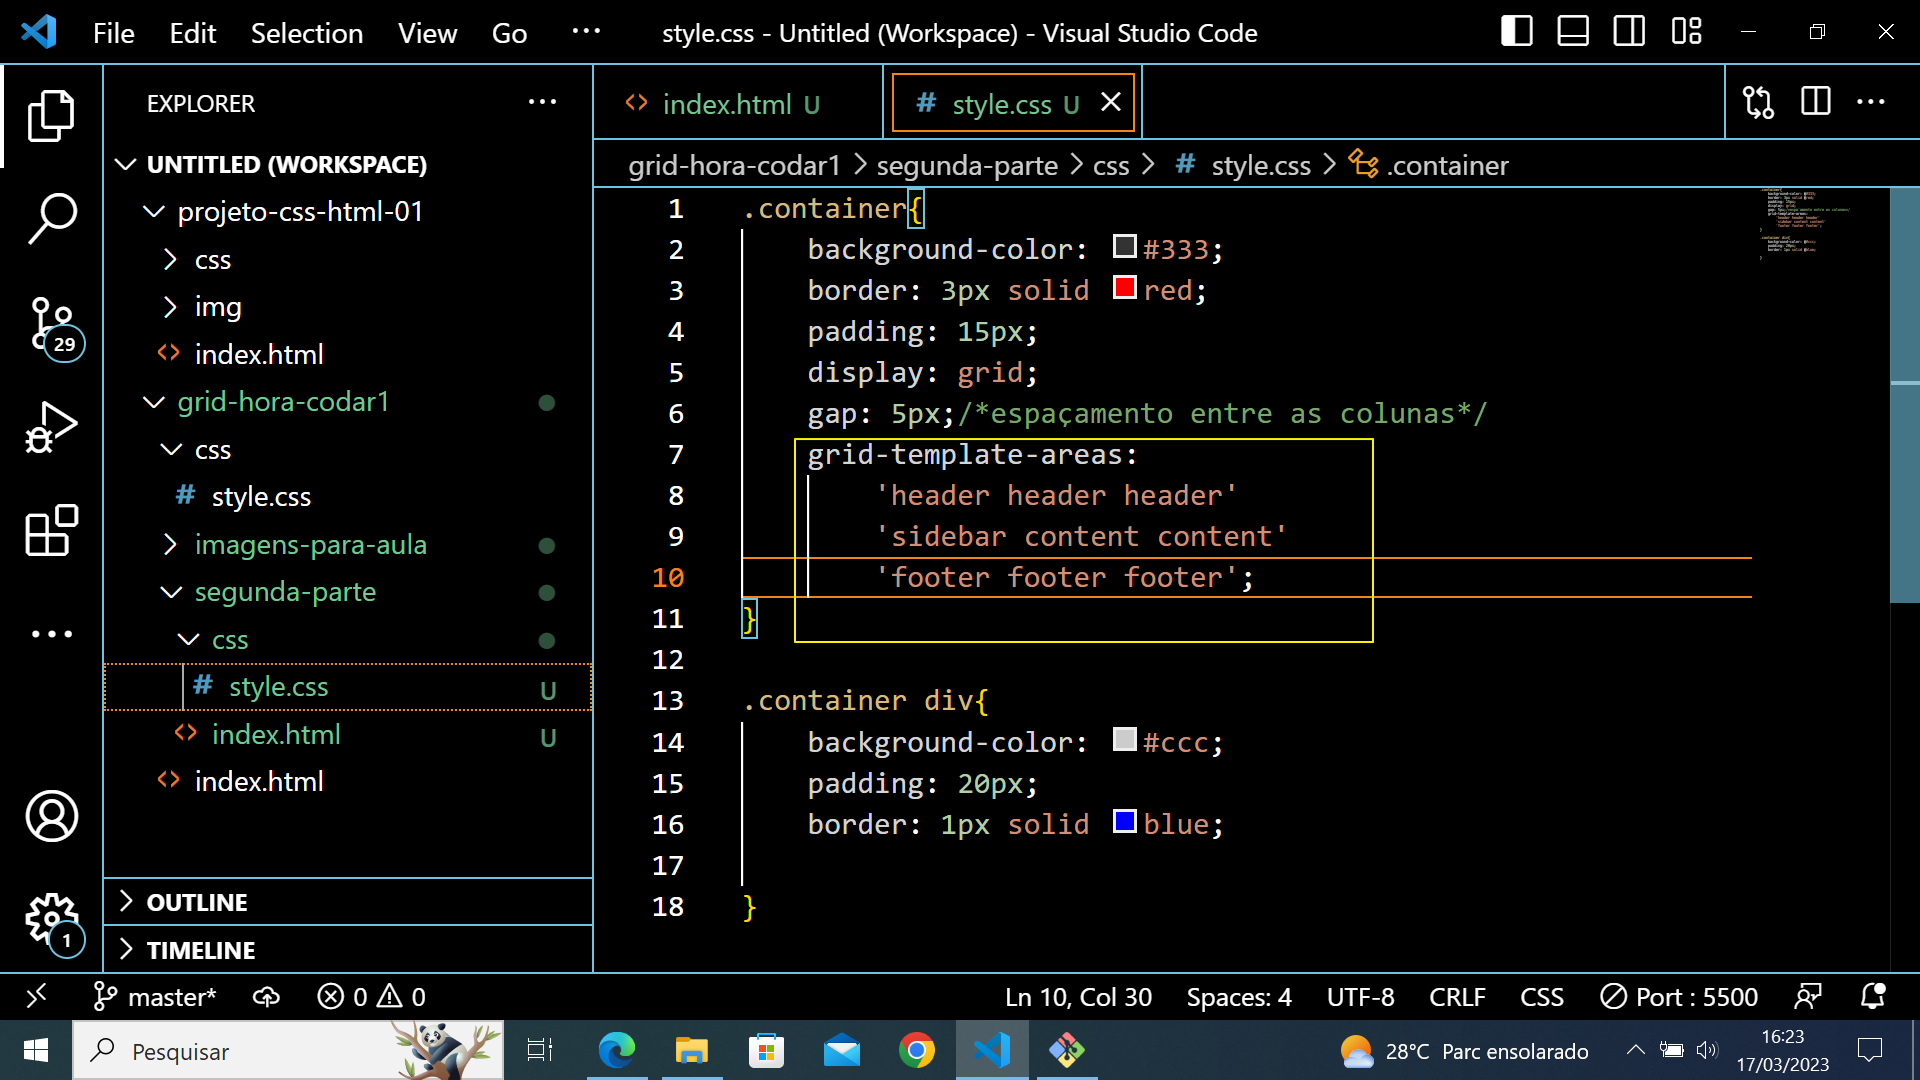 File Edit Selection View Go ··· style.css - Untitled (Workspace) - Visual Studio Code
EXPLORER ···
index.html U
style.css U
grid-hora-codar1 > segunda-parte > css > # style.css > .container
UNTITLED (WORKSPACE)
projeto-css-html-01
css
img
index.html
grid-hora-codar1
css
# style.css
imagens-para-aula
segunda-parte
css
# style.css U
index.html U
index.html
OUTLINE
TIMELINE
29
1
1 .container{
2 background-color: #333;
3 border: 3px solid red;
4 padding: 15px;
5 display: grid;
6 gap: 5px;/*espaçamento entre as colunas*/
7 grid-template-areas:
8 'header header header'
9 'sidebar content content'
10 'footer footer footer';
11 }
12
13 .container div{
14 background-color: #ccc;
15 padding: 20px;
16 border: 1px solid blue;
17
18 }
master* 0 0 Ln 10, Col 30 Spaces: 4 UTF-8 CRLF CSS Port : 5500
Pesquisar
28°C Parc ensolarado
16:23
17/03/2023